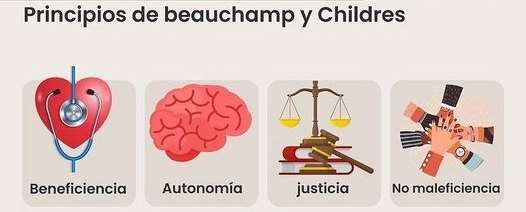 Principios de beauchamp y Childres
Beneficiencia
Autonomía
justicia
No maleficiencia